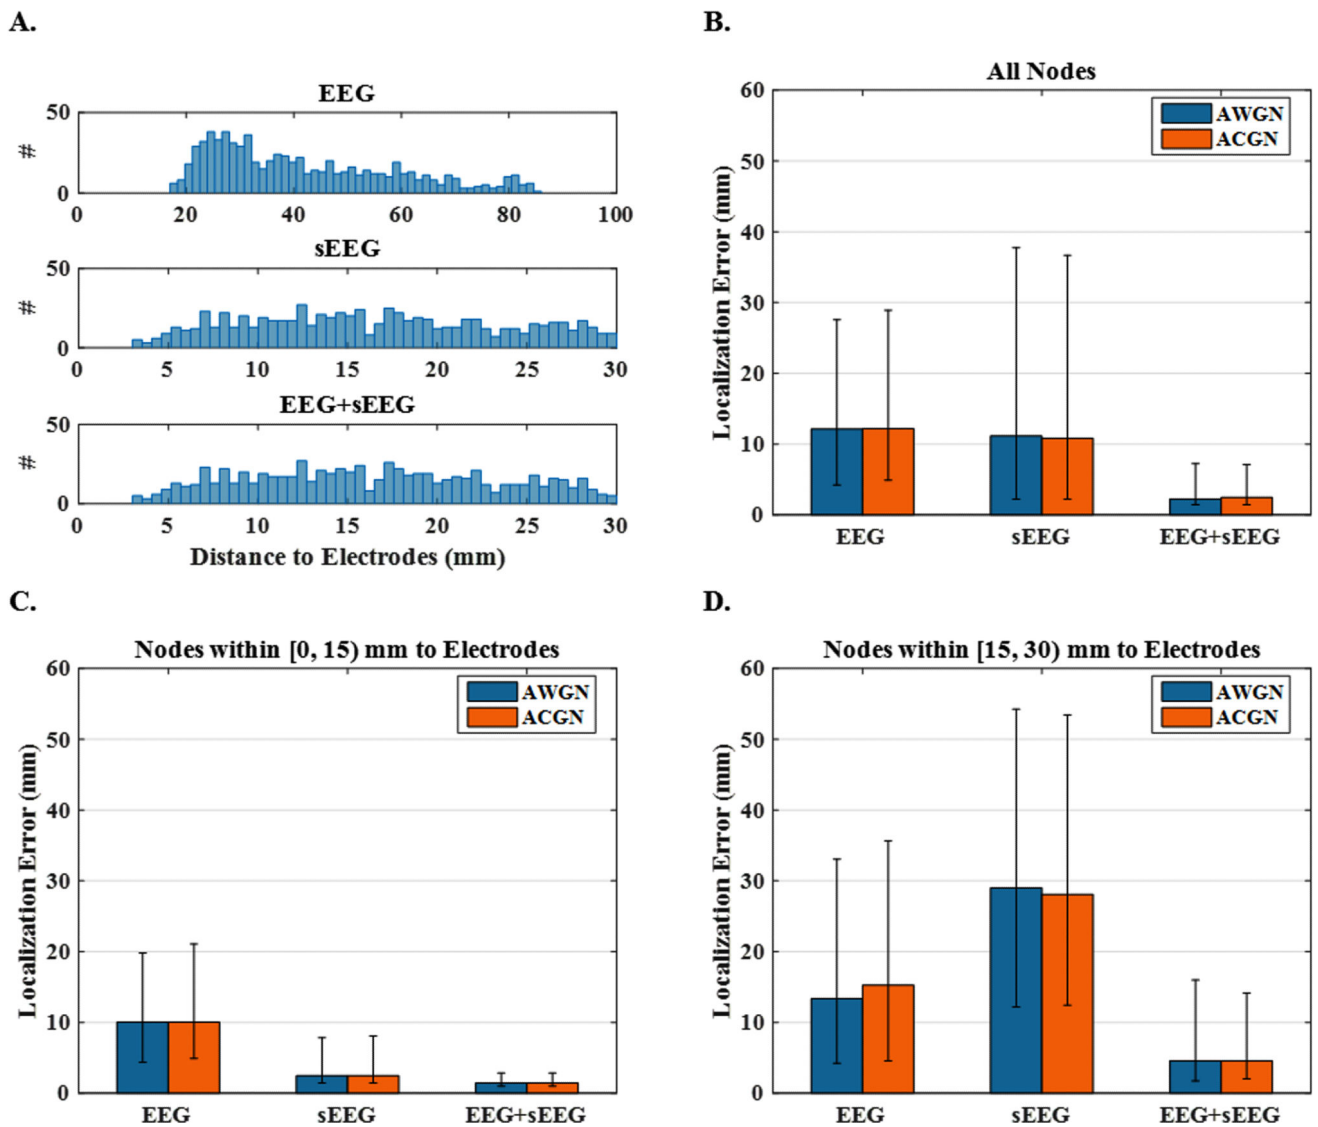 A.
EEG
50
#
0
0 20 40 60 80 100
sEEG
50
#
0
0 5 10 15 20 25 30
EEG+sEEG
50
#
0
0 5 10 15 20 25 30
Distance to Electrodes (mm)
B.
All Nodes
AWGN
ACGN
Localization Error (mm)
60
50
40
30
20
10
0
EEG sEEG EEG+sEEG
C.
Nodes within [0, 15) mm to Electrodes
AWGN
ACGN
Localization Error (mm)
60
50
40
30
20
10
0
EEG sEEG EEG+sEEG
D.
Nodes within [15, 30) mm to Electrodes
AWGN
ACGN
Localization Error (mm)
60
50
40
30
20
10
0
EEG sEEG EEG+sEEG